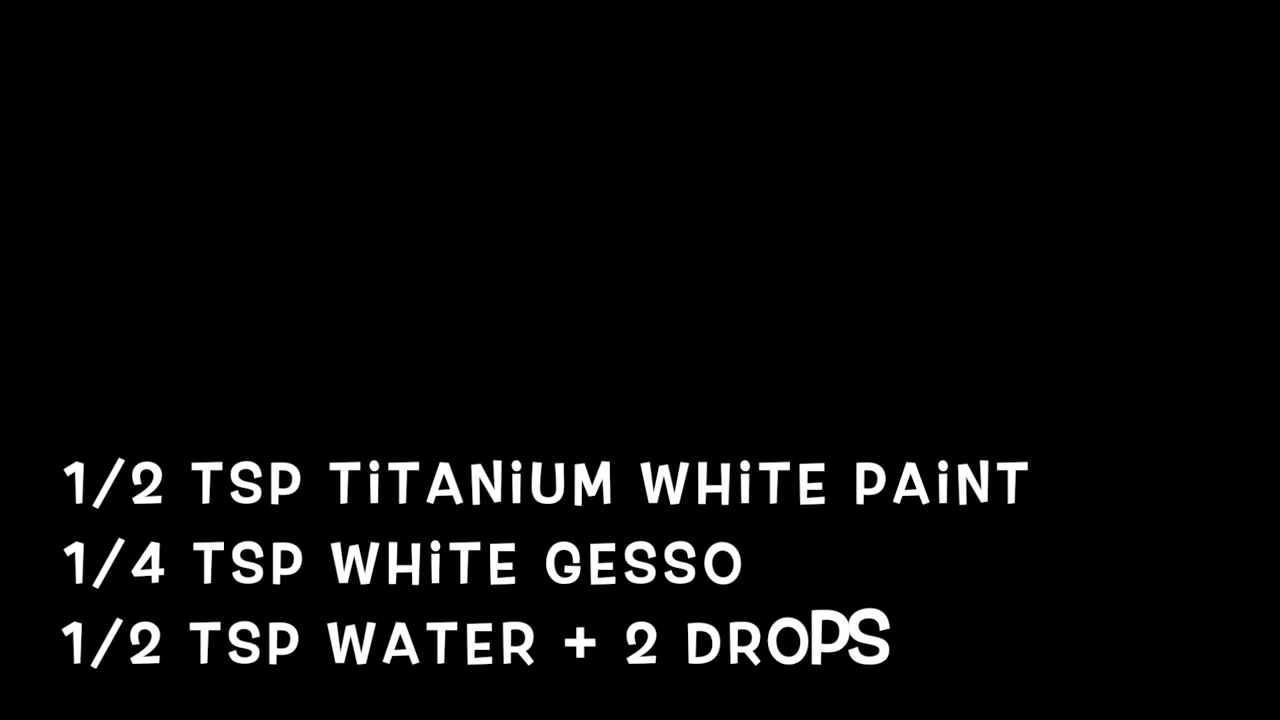 1/2 TSP TiTANiUM WHiTE PAiNT
1/4 TSP WHiTE GESSO
1/2 TSP WATER + 2 DROPS